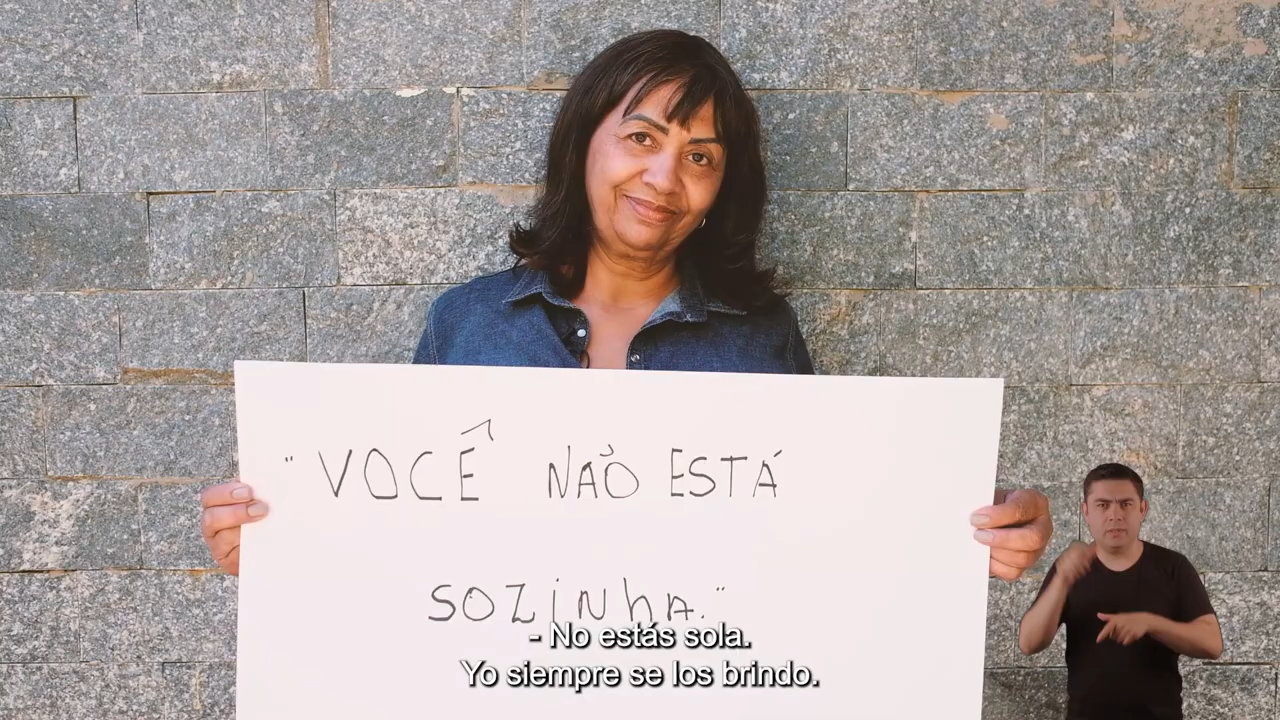 "VOCÊ NÃO ESTÁ
SOZINHA."
- No estás sola.
Yo siempre se los brindo.